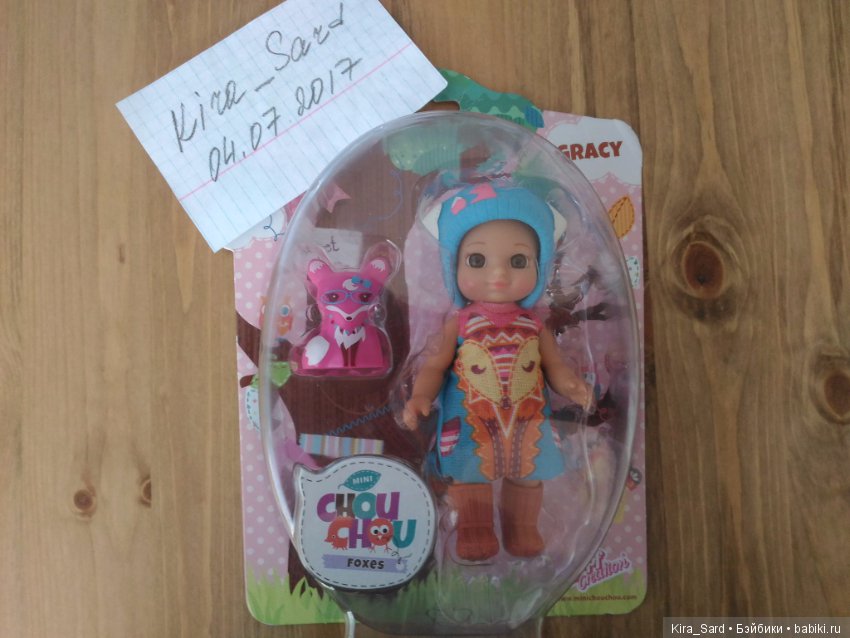 Kira_Sard
04.07.2017
GRACY
MINI
CHOU
CHOU
FOXES
www.minichouchou.com
Kira_Sard • Бэйбики • babiki.ru